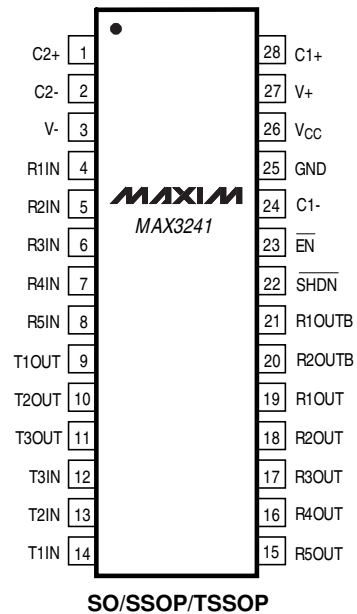 C2+ 1 28 C1+
C2- 2 27 V+
V- 3 26 VCC
R1IN 4 25 GND
R2IN 5 MAXIM 24 C1-
MAX3241
R3IN 6 23 EN
R4IN 7 22 SHDN
R5IN 8 21 R1OUTB
T1OUT 9 20 R2OUTB
T2OUT 10 19 R1OUT
T3OUT 11 18 R2OUT
T3IN 12 17 R3OUT
T2IN 13 16 R4OUT
T1IN 14 15 R5OUT
SO/SSOP/TSSOP